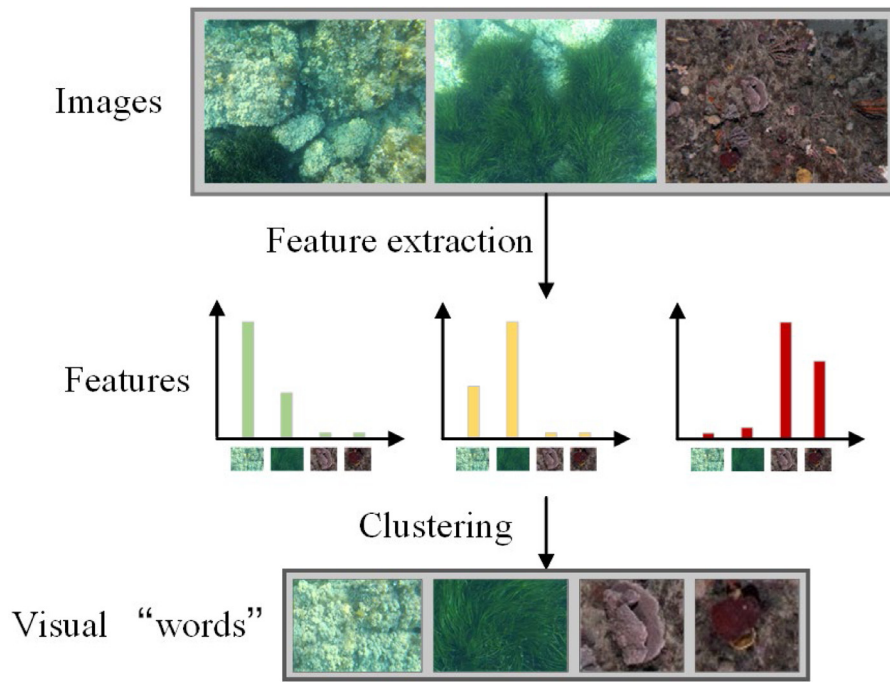 Images
Feature extraction
Features
Clustering
Visual “words”